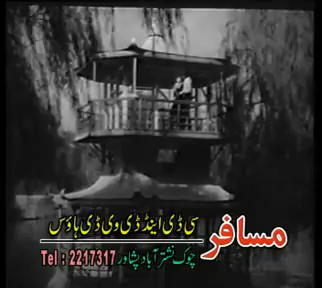 مسافر
سی ڈی اینڈ ڈی وی ڈی ہاؤس
چوک نشتر آباد پشاور Tel : 2217317